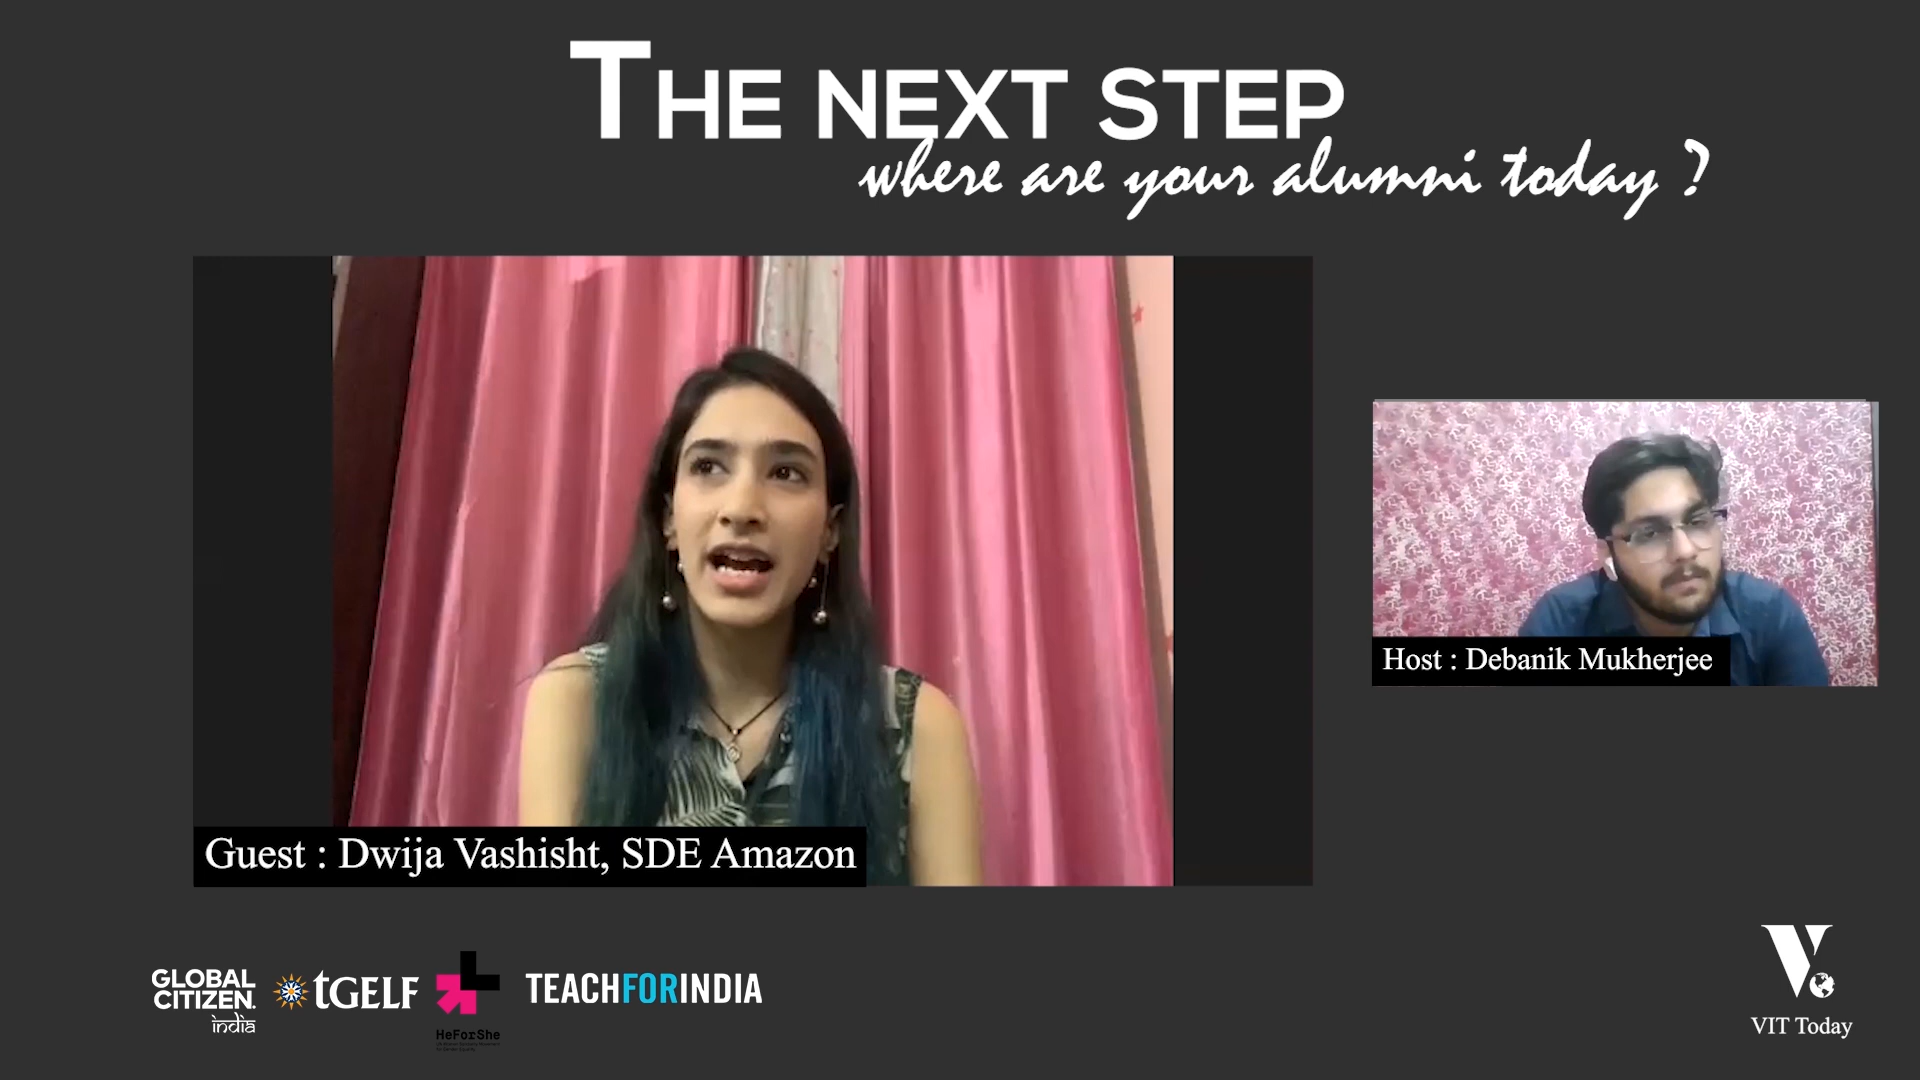 THE NEXT STEP
where are your alumni today ?
Host : Debanik Mukherjee
Guest : Dwija Vashisht, SDE Amazon
GLOBAL
CITIZEN.
India
tGELF
HeForShe
TEACHFORINDIA
VIT Today